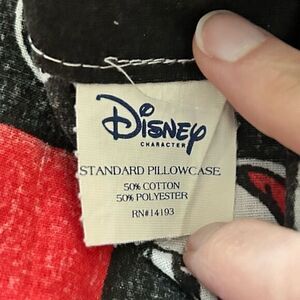 Disney
CHARACTER
STANDARD PILLOWCASE
50% COTTON
50% POLYESTER
RN#14193